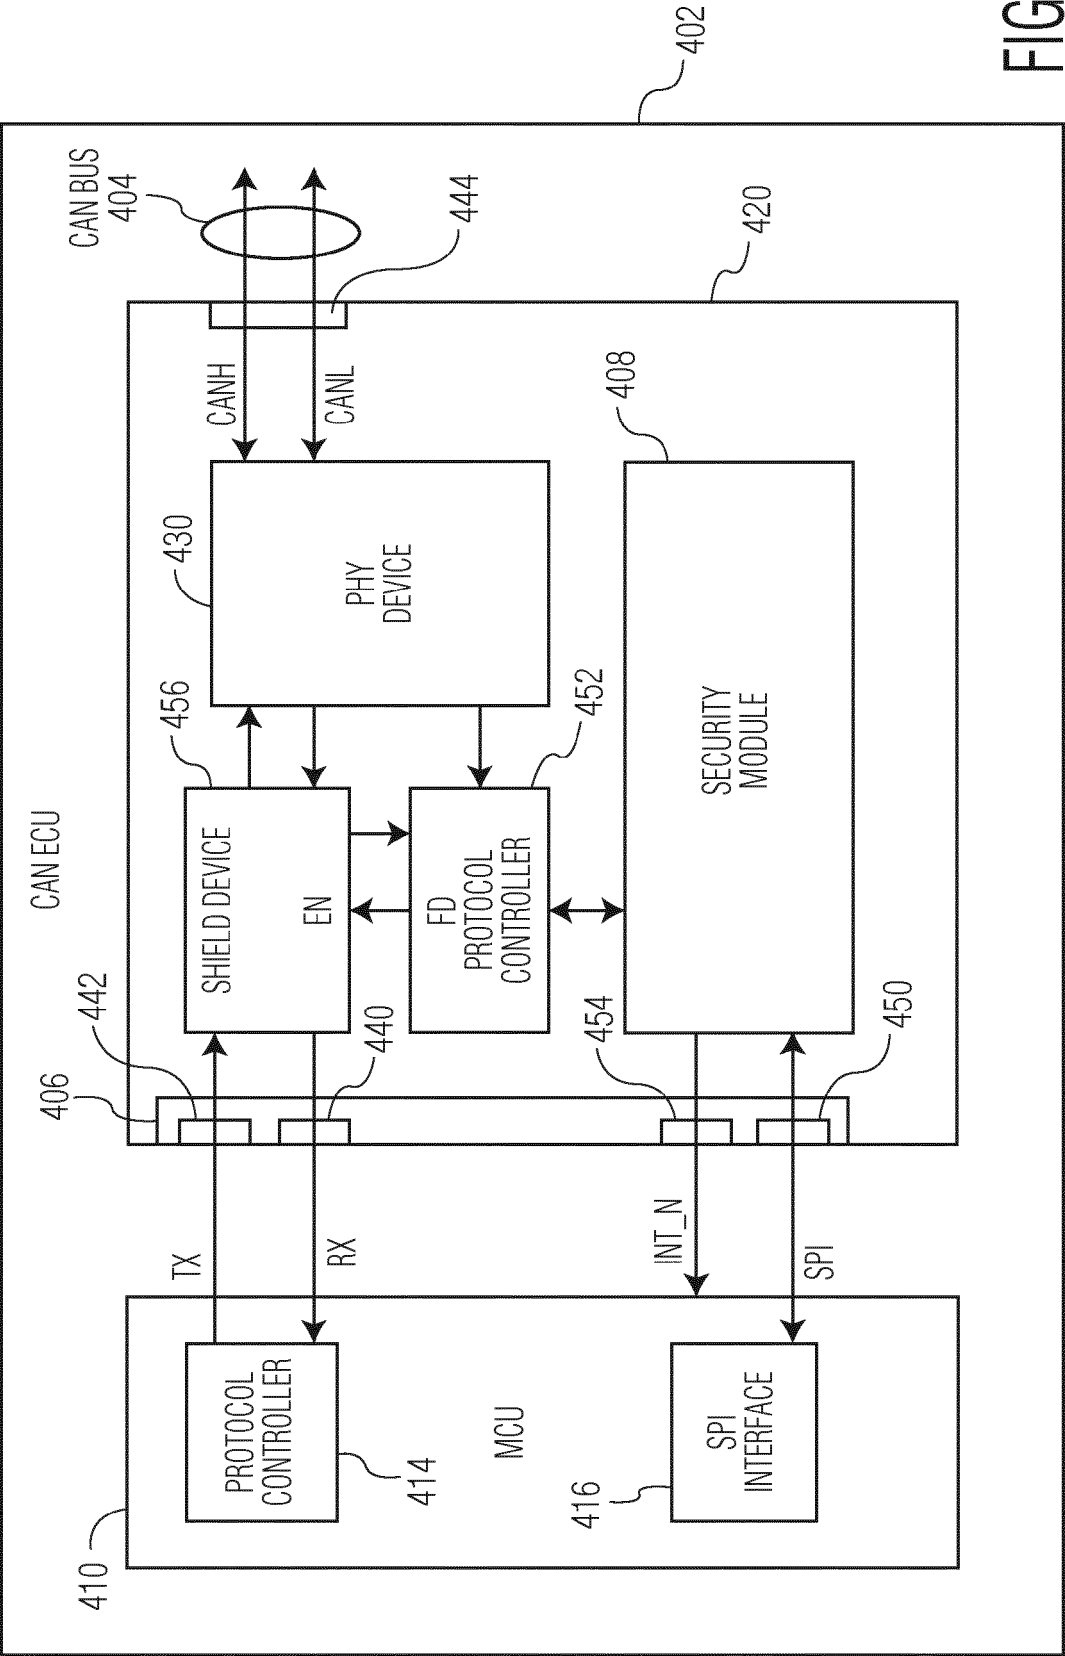 CAN ECU
402
410
MCU
PROTOCOL
CONTROLLER
414
SPI
INTERFACE
416
TX
RX
INT_N
SPI
406
442
440
454
450
SHIELD DEVICE
EN
456
FD
PROTOCOL
CONTROLLER
452
PHY
DEVICE
430
SECURITY
MODULE
408
CANH
CANL
420
444
CAN BUS
404
FIG